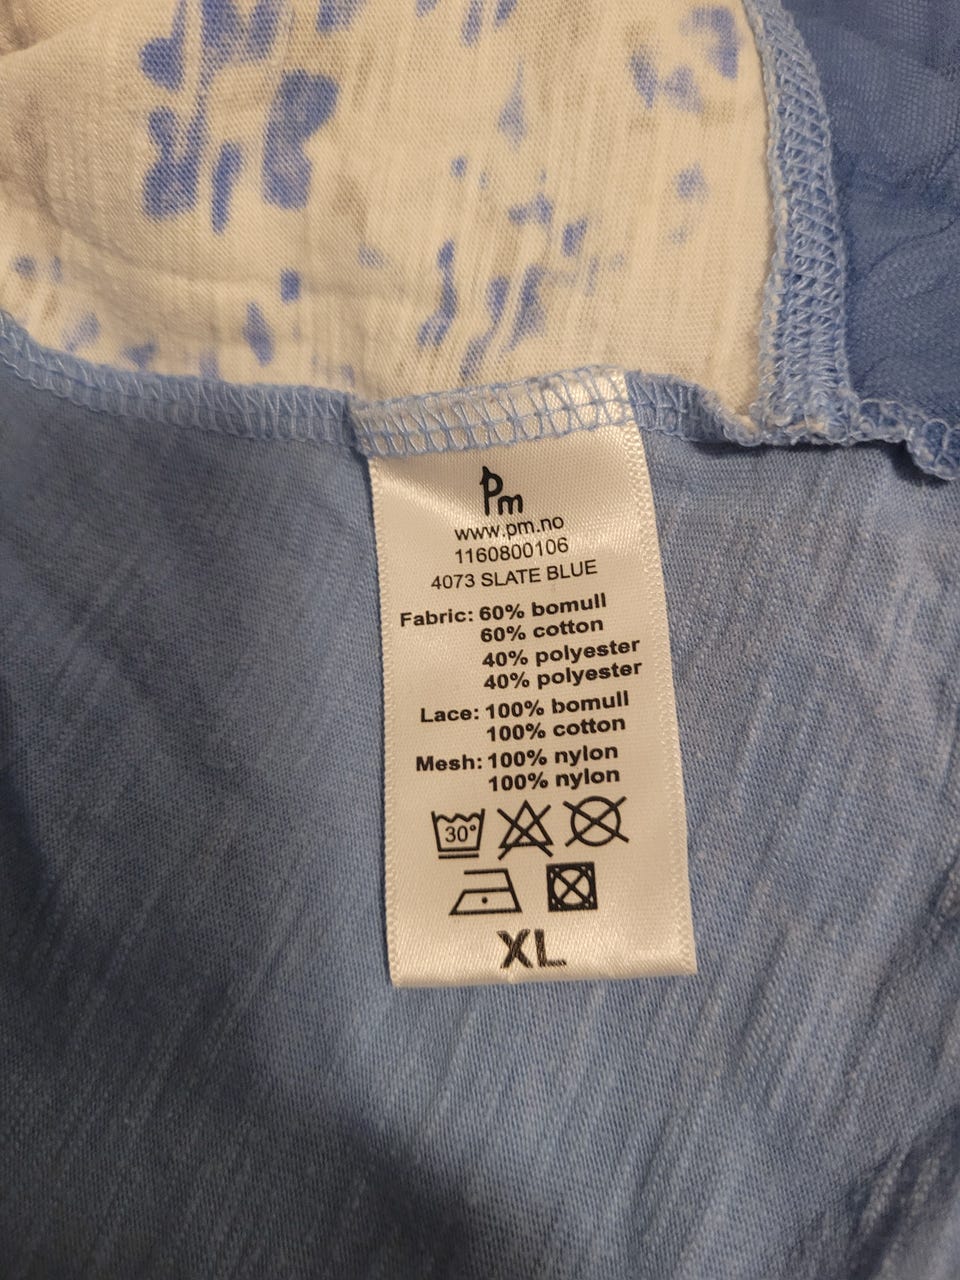 Pm
www.pm.no
1160800106
4073 SLATE BLUE
Fabric: 60% bomull
60% cotton
40% polyester
40% polyester
Lace: 100% bomull
100% cotton
Mesh: 100% nylon
100% nylon
30°
XL